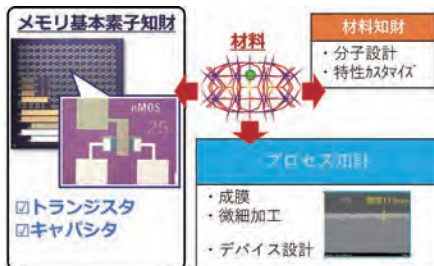 メモリ基本素子知財
nMOS
25
☑トランジスタ
☑キャパシタ
材料
材料知財
・分子設計
・特性カスタマイズ
プロセス知財
・成膜
・微細加工
・デバイス設計